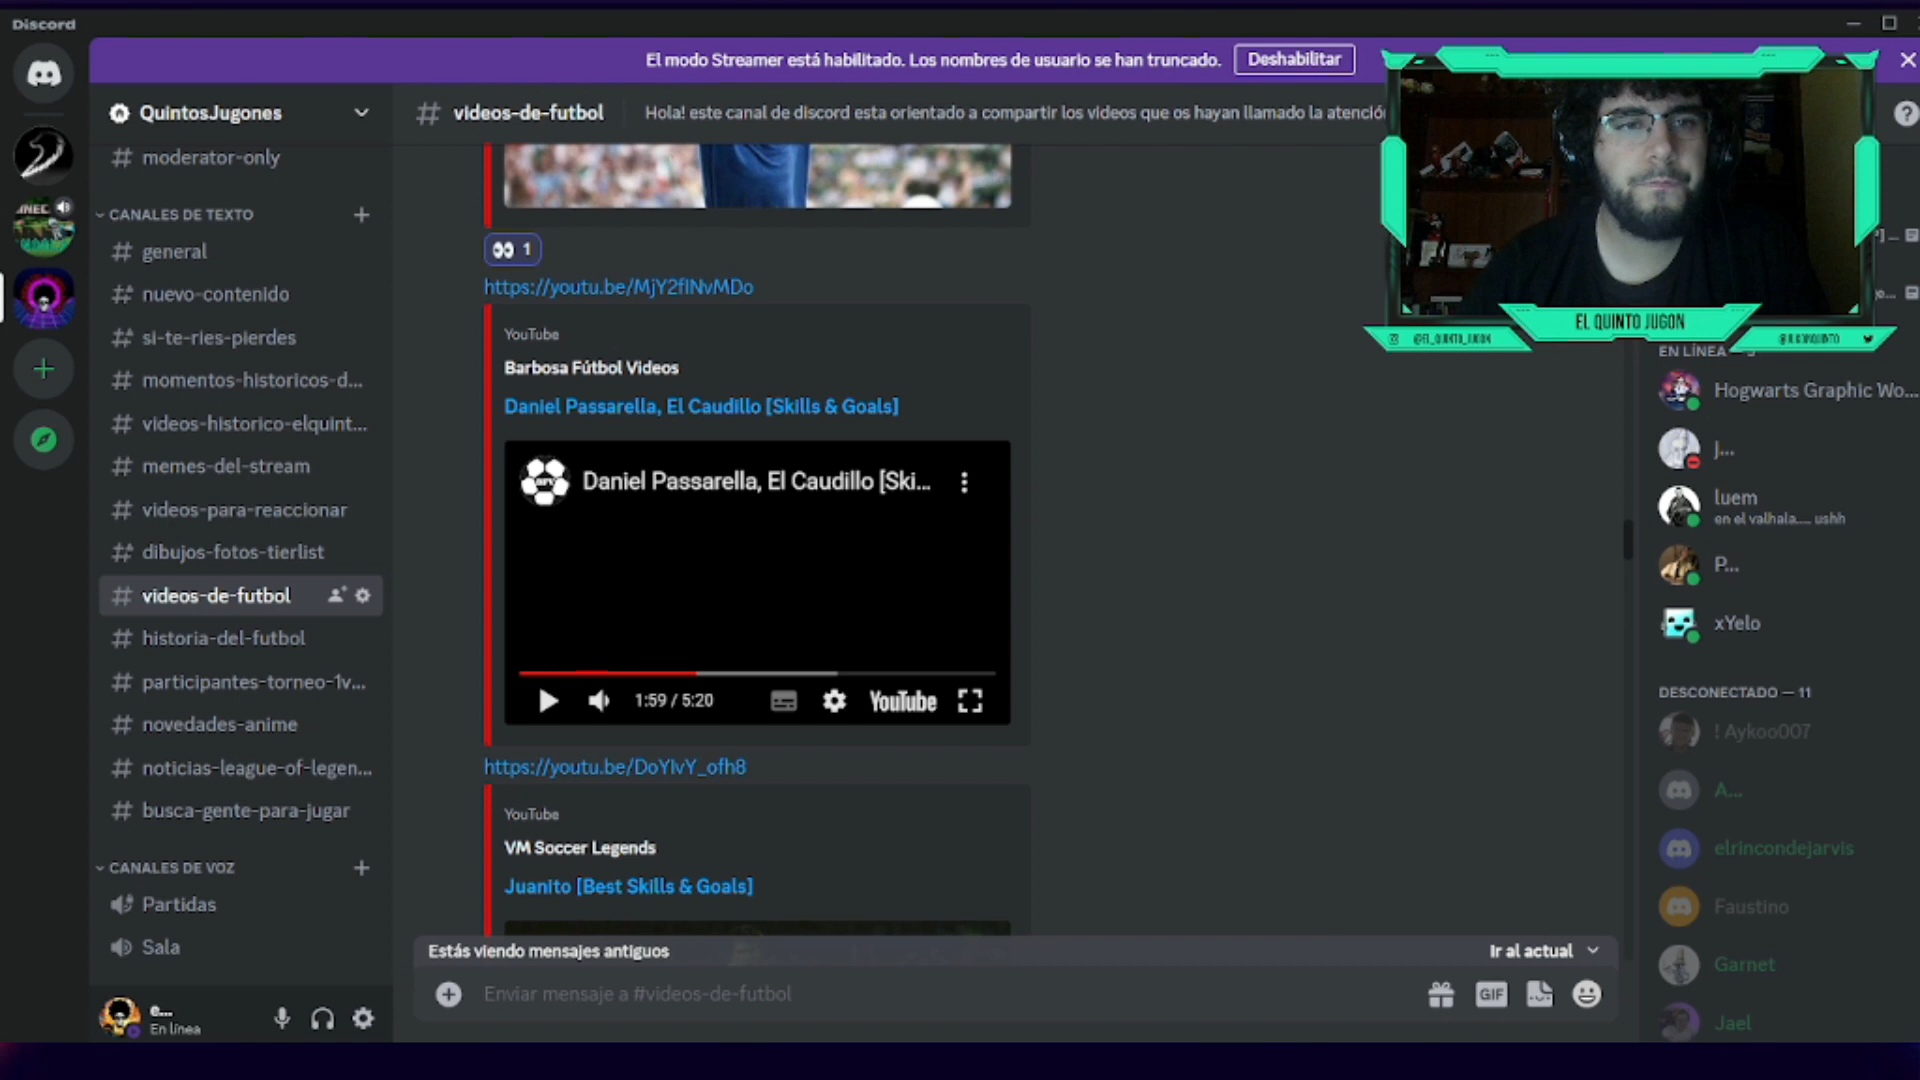 Discord
El modo Streamer está habilitado. Los nombres de usuario se han truncado.
Deshabilitar
QuintosJugones
videos-de-futbol
Hola! este canal de discord esta orientado a compartir los videos que os hayan llamado la atenció
moderator-only
CANALES DE TEXTO
general
nuevo-contenido
si-te-ries-pierdes
momentos-historicos-d...
videos-historico-elquint...
memes-del-stream
videos-para-reaccionar
dibujos-fotos-tierlist
videos-de-futbol
historia-del-futbol
participantes-torneo-1v...
novedades-anime
noticias-league-of-legen...
busca-gente-para-jugar
CANALES DE VOZ
Partidas
Sala
e...
En línea
1
https://youtu.be/MjY2fINvMDo
YouTube
Barbosa Fútbol Videos
Daniel Passarella, El Caudillo [Skills & Goals]
Daniel Passarella, El Caudillo [Ski...
1:59 / 5:20
YouTube
https://youtu.be/DoYlvY_ofh8
YouTube
VM Soccer Legends
Juanito [Best Skills & Goals]
Estás viendo mensajes antiguos
Ir al actual
Enviar mensaje a #videos-de-futbol
GIF
EL QUINTO JUGON
@EL_QUINTO_JUGON
@JUGONQUINTO
EN LÍNEA
Hogwarts Graphic Wo...
J...
luem
en el valhala.... ushh
P...
xYelo
DESCONECTADO — 11
! Aykoo007
A...
elrincondejarvis
Faustino
Garnet
Jael